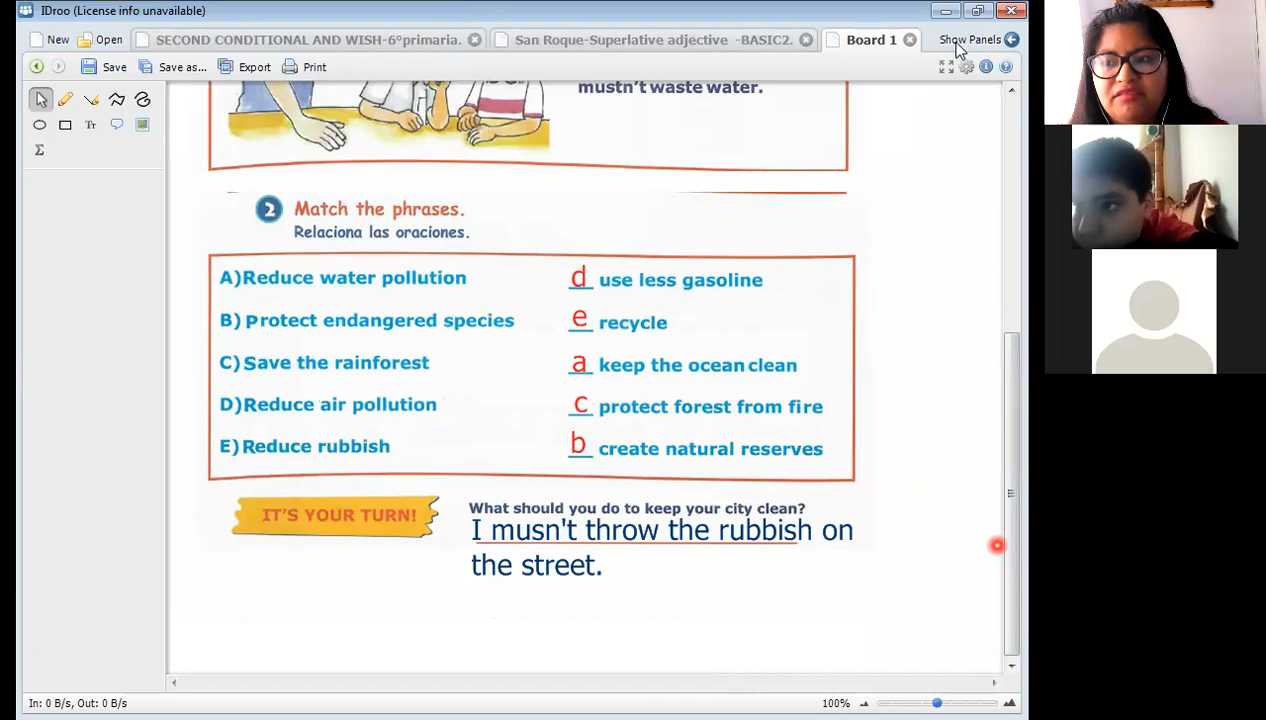 IDroo (License info unavailable)
New Open SECOND CONDITIONAL AND WISH-6°primaria. San Roque-Superlative adjective -BASIC2. Board 1 Show Panels
Save Save as... Export Print
mustn't waste water.
2 Match the phrases.
Relaciona las oraciones.
A)Reduce water pollution d use less gasoline
B) Protect endangered species e recycle
C) Save the rainforest a keep the ocean clean
D)Reduce air pollution c protect forest from fire
E) Reduce rubbish b create natural reserves
IT'S YOUR TURN! What should you do to keep your city clean?
I musn't throw the rubbish on
the street.
In: 0 B/s, Out: 0 B/s 100%